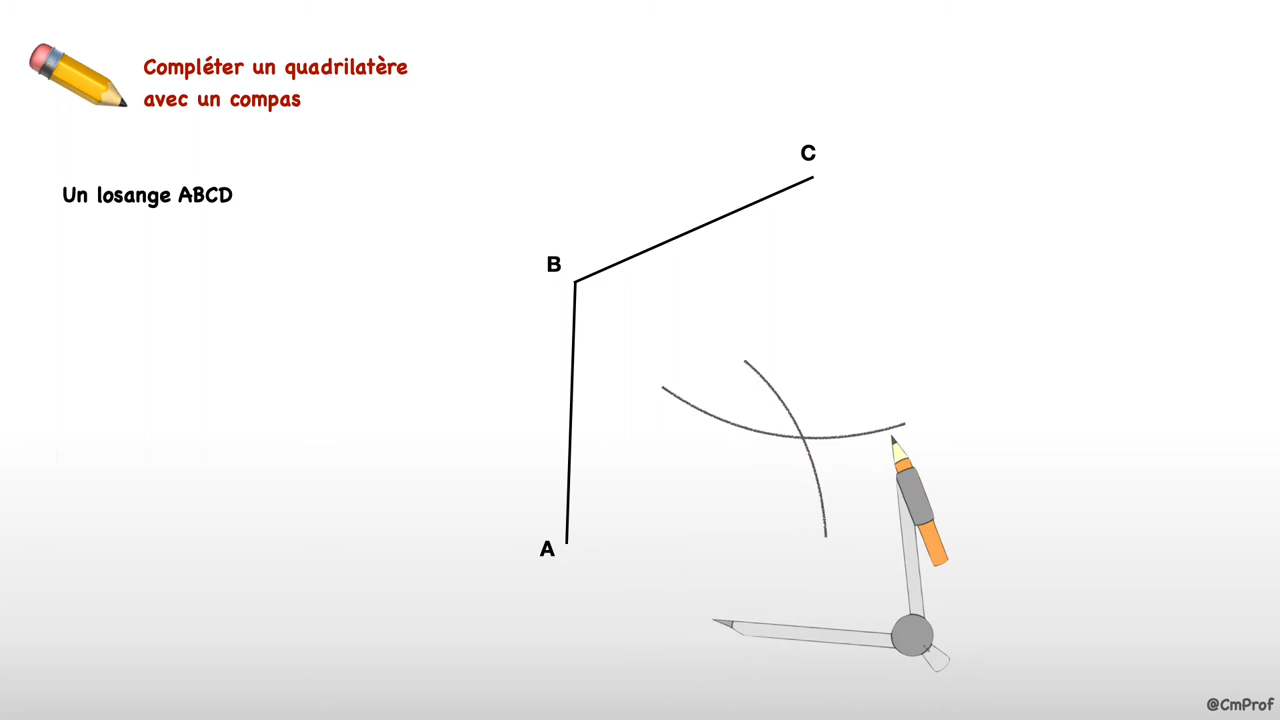 Compléter un quadrilatère
avec un compas
C
Un losange ABCD
B
A
@CmProf